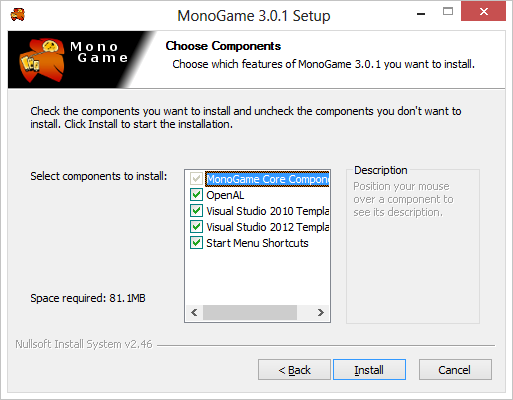 MonoGame 3.0.1 Setup
Mono
Game
Choose Components
Choose which features of MonoGame 3.0.1 you want to install.
Check the components you want to install and uncheck the components you don't want to
install. Click Install to start the installation.
Select components to install:
MonoGame Core Compone
OpenAL
Visual Studio 2010 Templa
Visual Studio 2012 Templa
Start Menu Shortcuts
Description
Position your mouse
over a component to
see its description.
Space required: 81.1MB
Nullsoft Install System v2.46
< Back
Install
Cancel